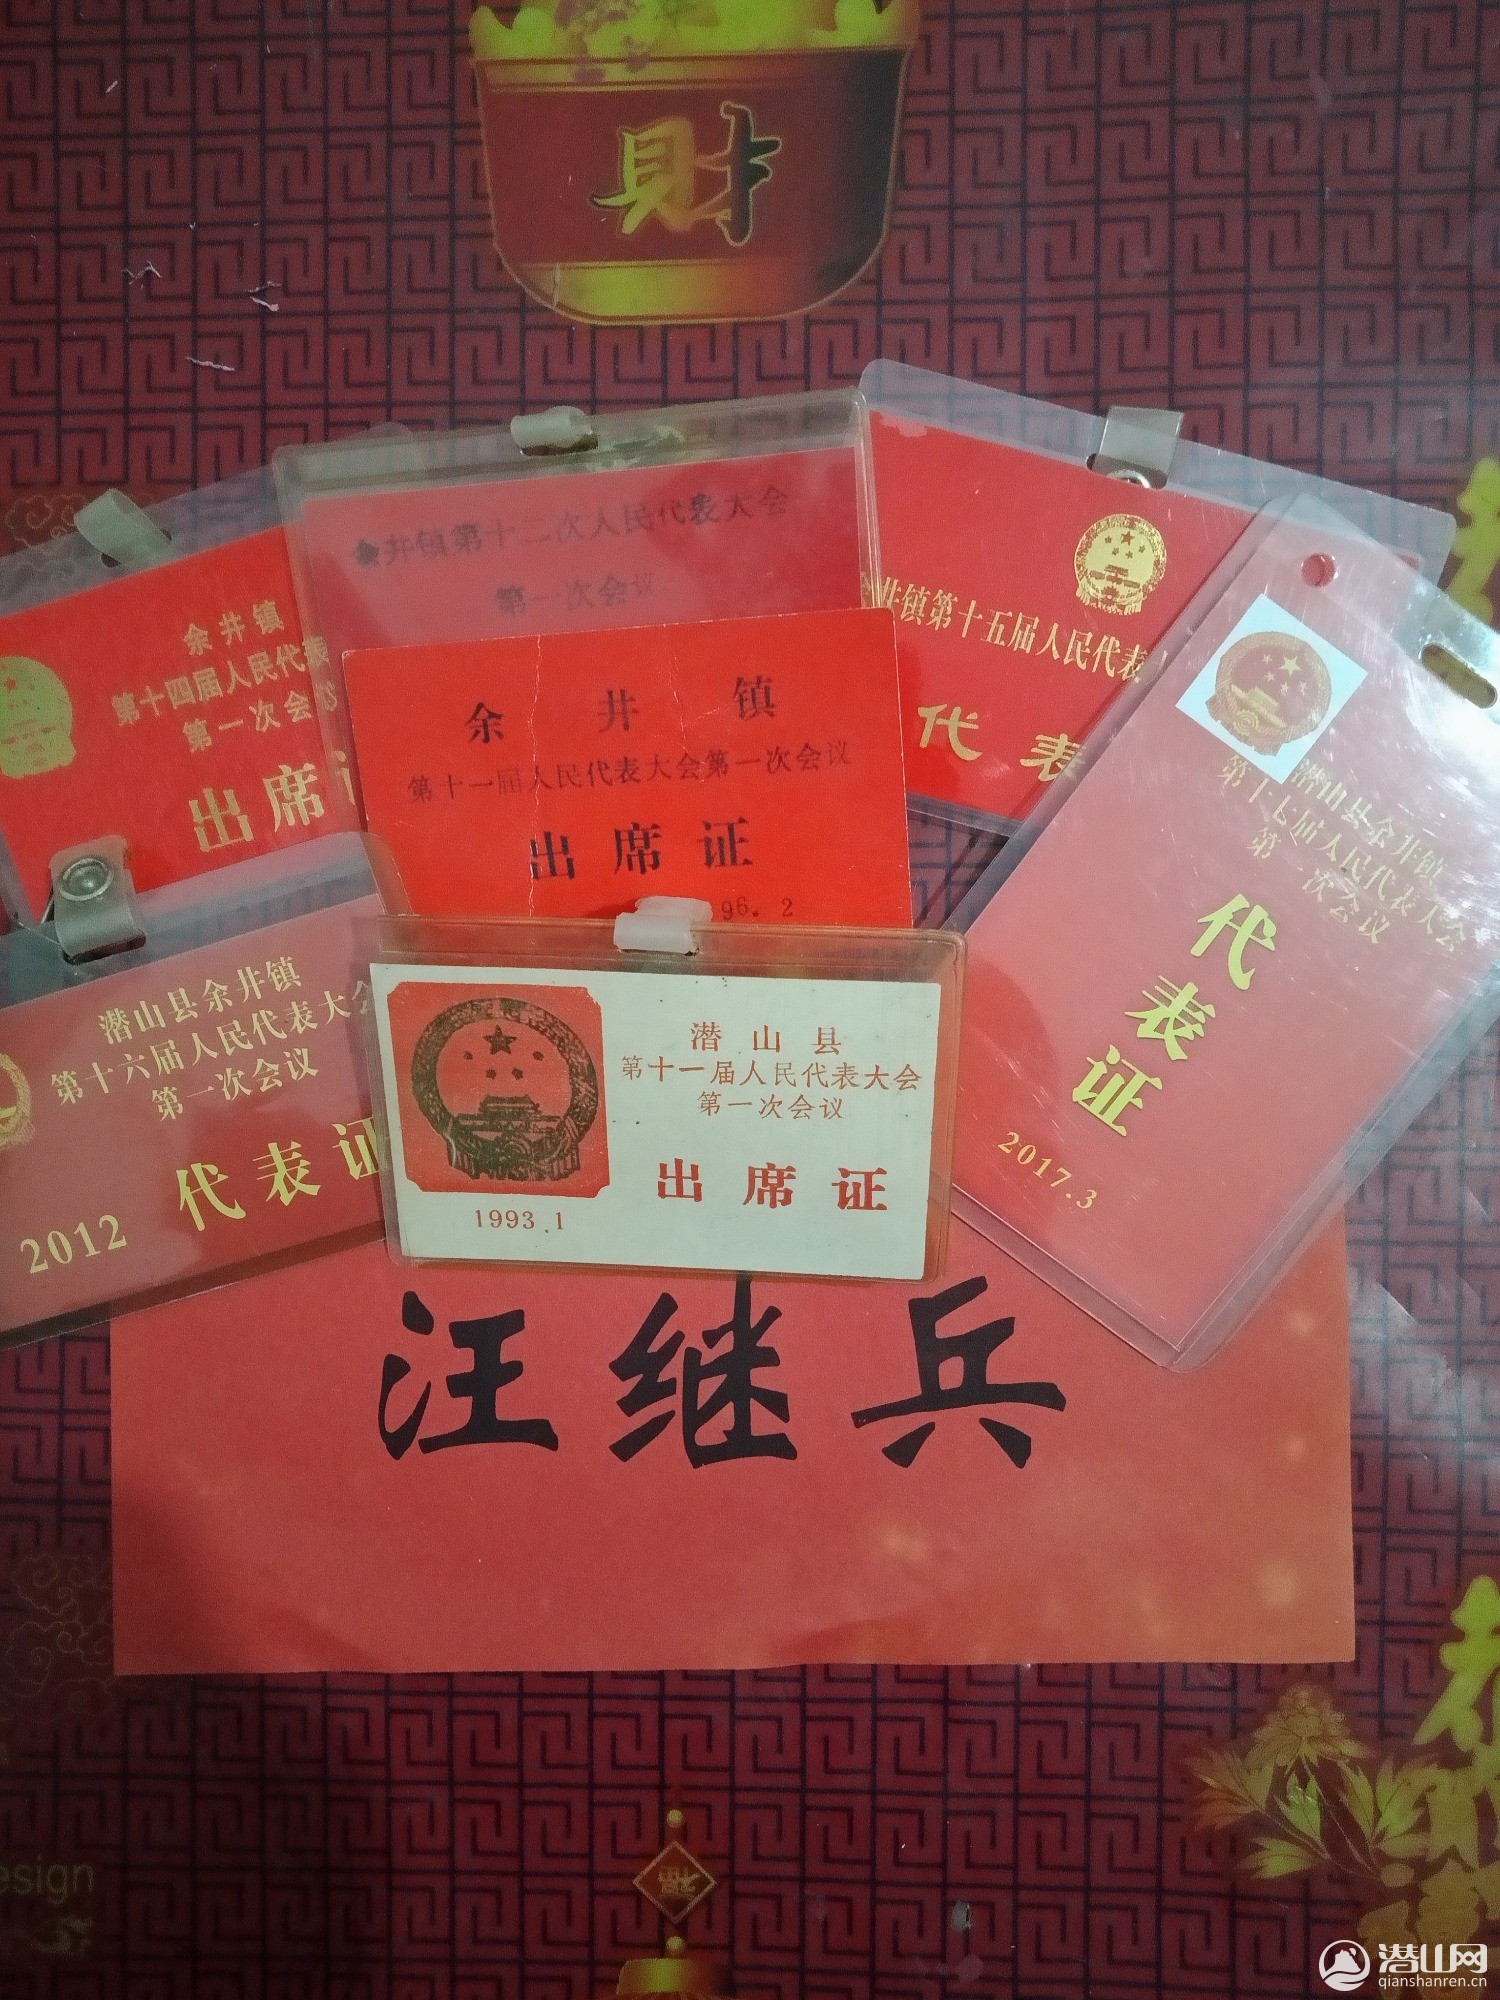 财
余井镇第十二次人民代表大会
第一次会议
井镇第十五届人民代表
代表
余井镇
第十四届人民代表
第一次会
出席
余井镇
第十一届人民代表大会第一次会议
出席证
96.2
潜山县余井镇
第十七届人民代表大会
第一次会议
代表证
2017.3
潜山县余井镇
第十六届人民代表大会
第一次会议
代表证
2012
潜山县
第十一届人民代表大会
第一次会议
出席证
1993.1
汪继兵
福
esign
潜山网
qianshanren.cn